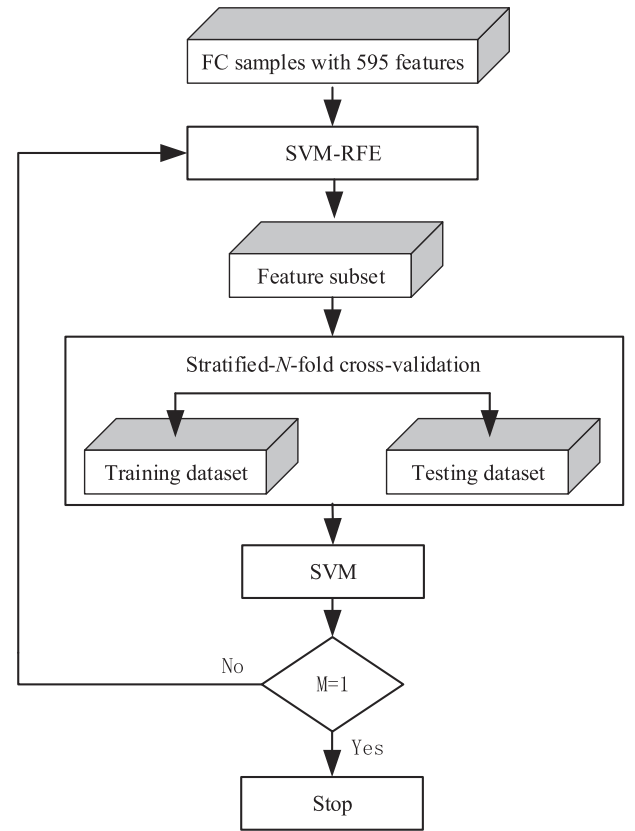 FC samples with 595 features
SVM-RFE
Feature subset
Stratified-N-fold cross-validation
Training dataset
Testing dataset
SVM
No
M=1
Yes
Stop